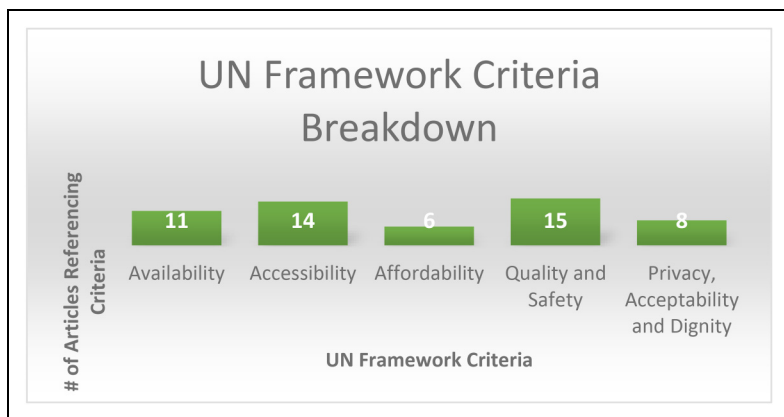 UN Framework Criteria
Breakdown
# of Articles Referencing
Criteria
11
14
6
15
8
Availability
Accessibility
Affordability
Quality and
Safety
Privacy,
Acceptability
and Dignity
UN Framework Criteria